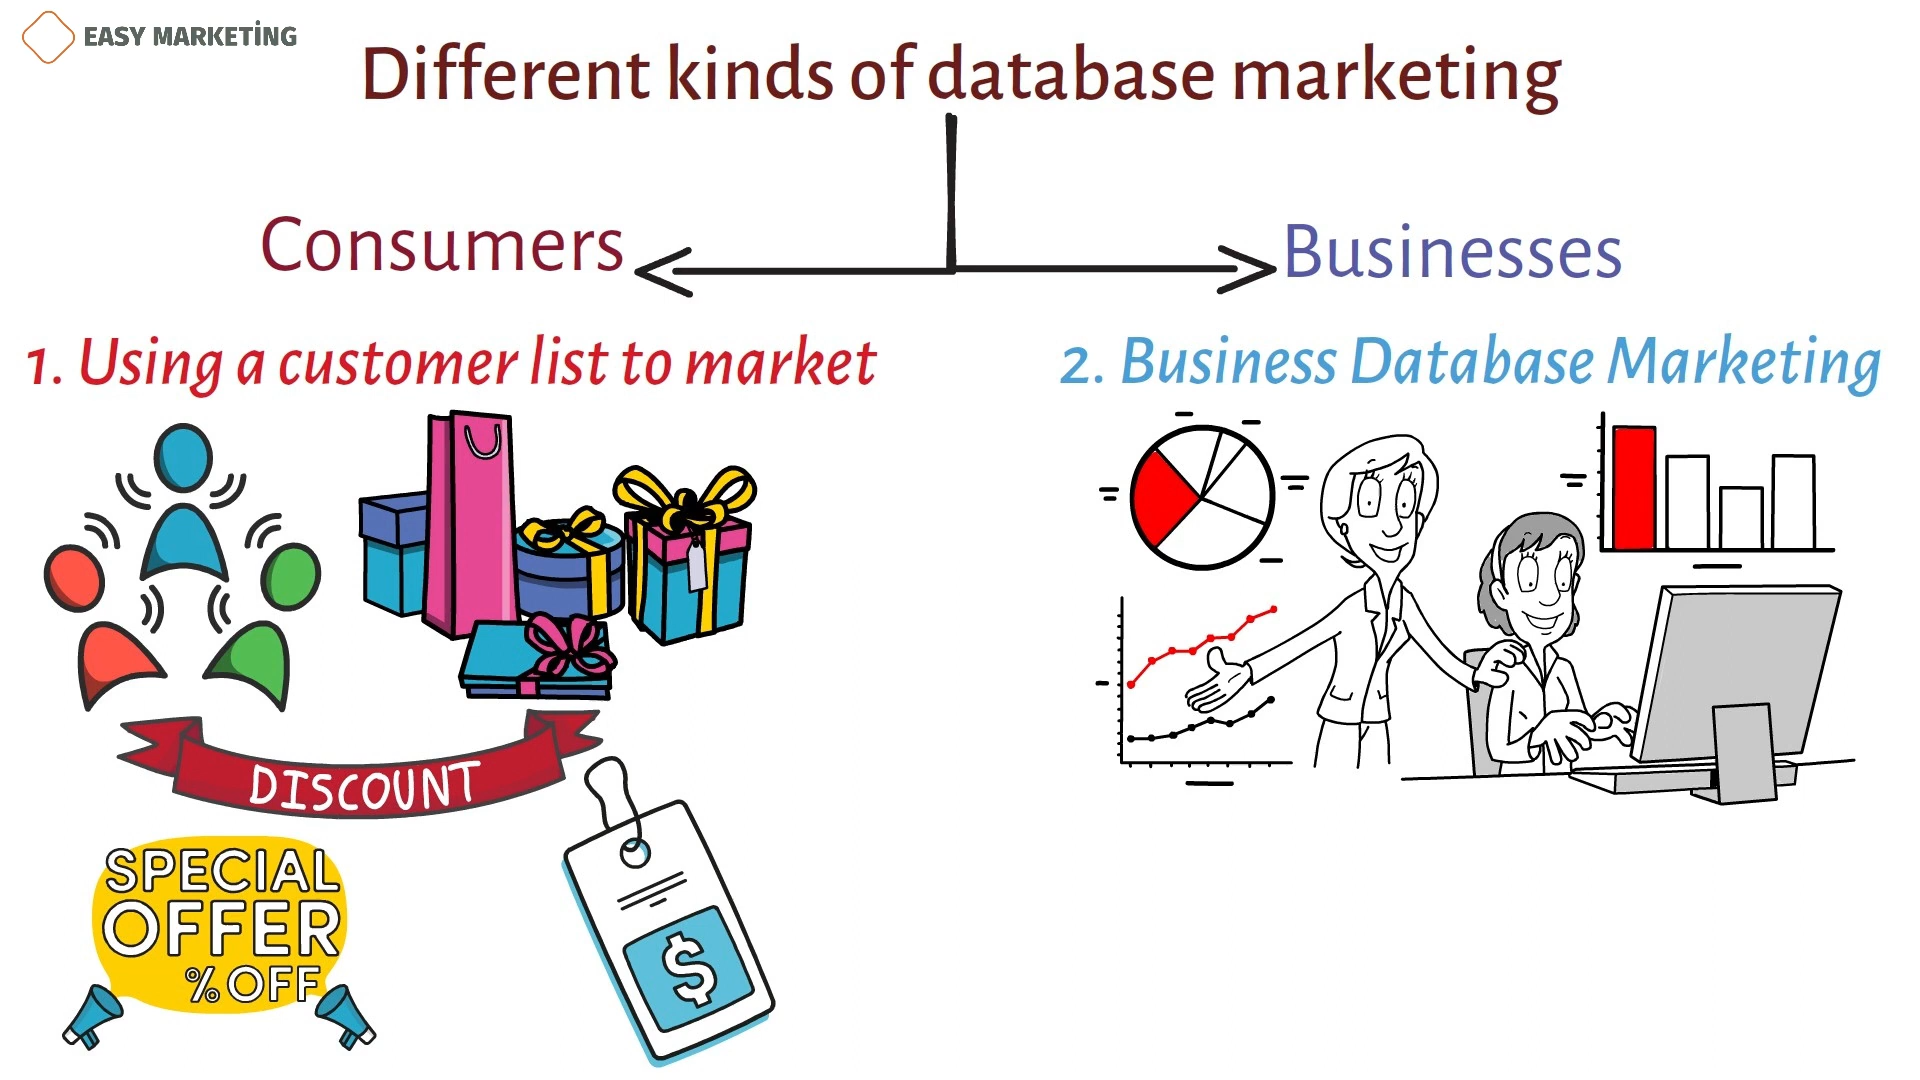 EASY MARKETİNG
Different kinds of database marketing
Consumers
Businesses
1. Using a customer list to market
2. Business Database Marketing
DISCOUNT
SPECIAL
OFFER
% OFF
$